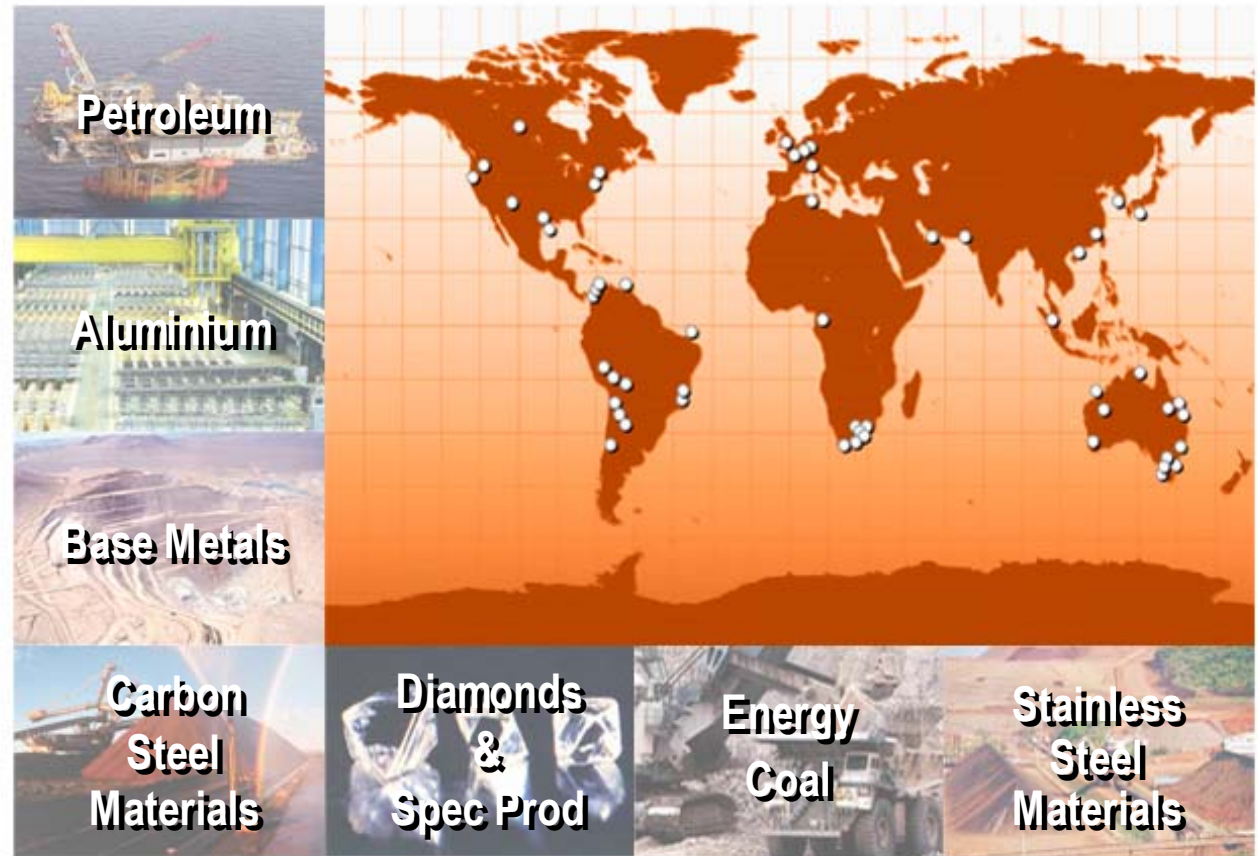 Petroleum
Aluminium
Base Metals
Carbon
Steel
Materials
Diamonds
&
Spec Prod
Energy
Coal
Stainless
Steel
Materials